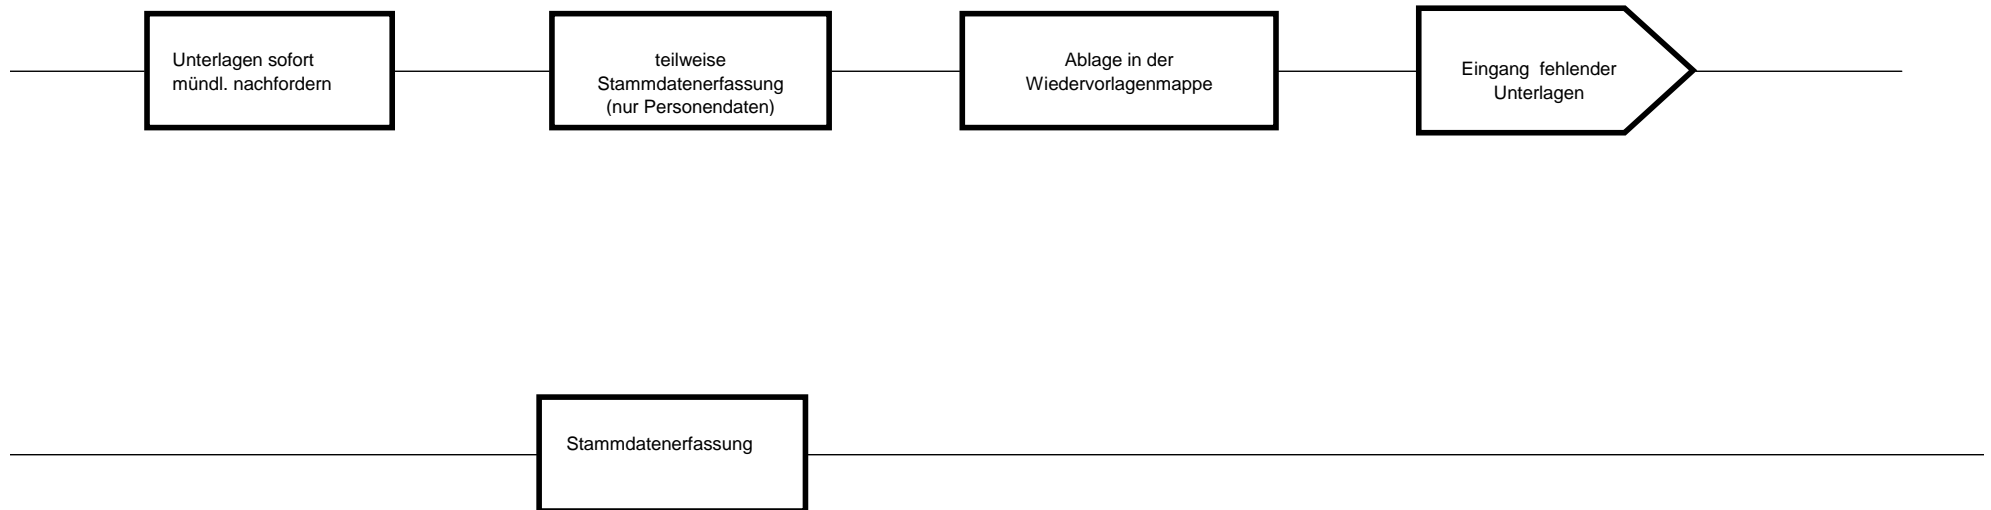 Unterlagen sofort
mündl. nachfordern
teilweise
Stammdatenerfassung
(nur Personendaten)
Ablage in der
Wiedervorlagenmappe
Eingang fehlender
Unterlagen
Stammdatenerfassung